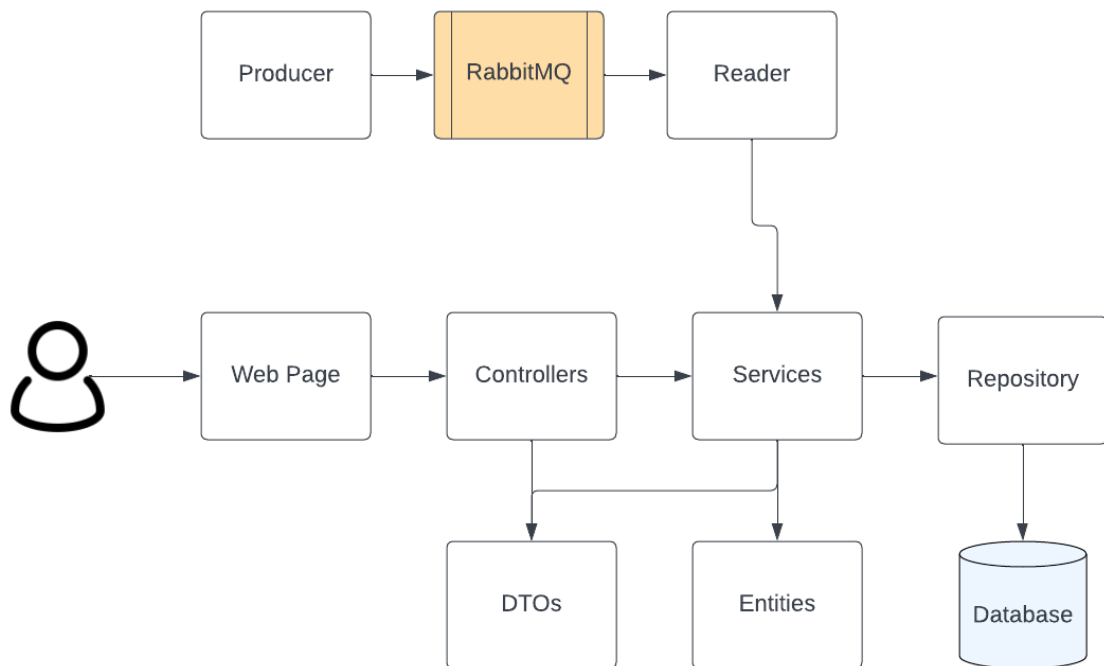 Producer
RabbitMQ
Reader
Web Page
Controllers
Services
Repository
DTOs
Entities
Database